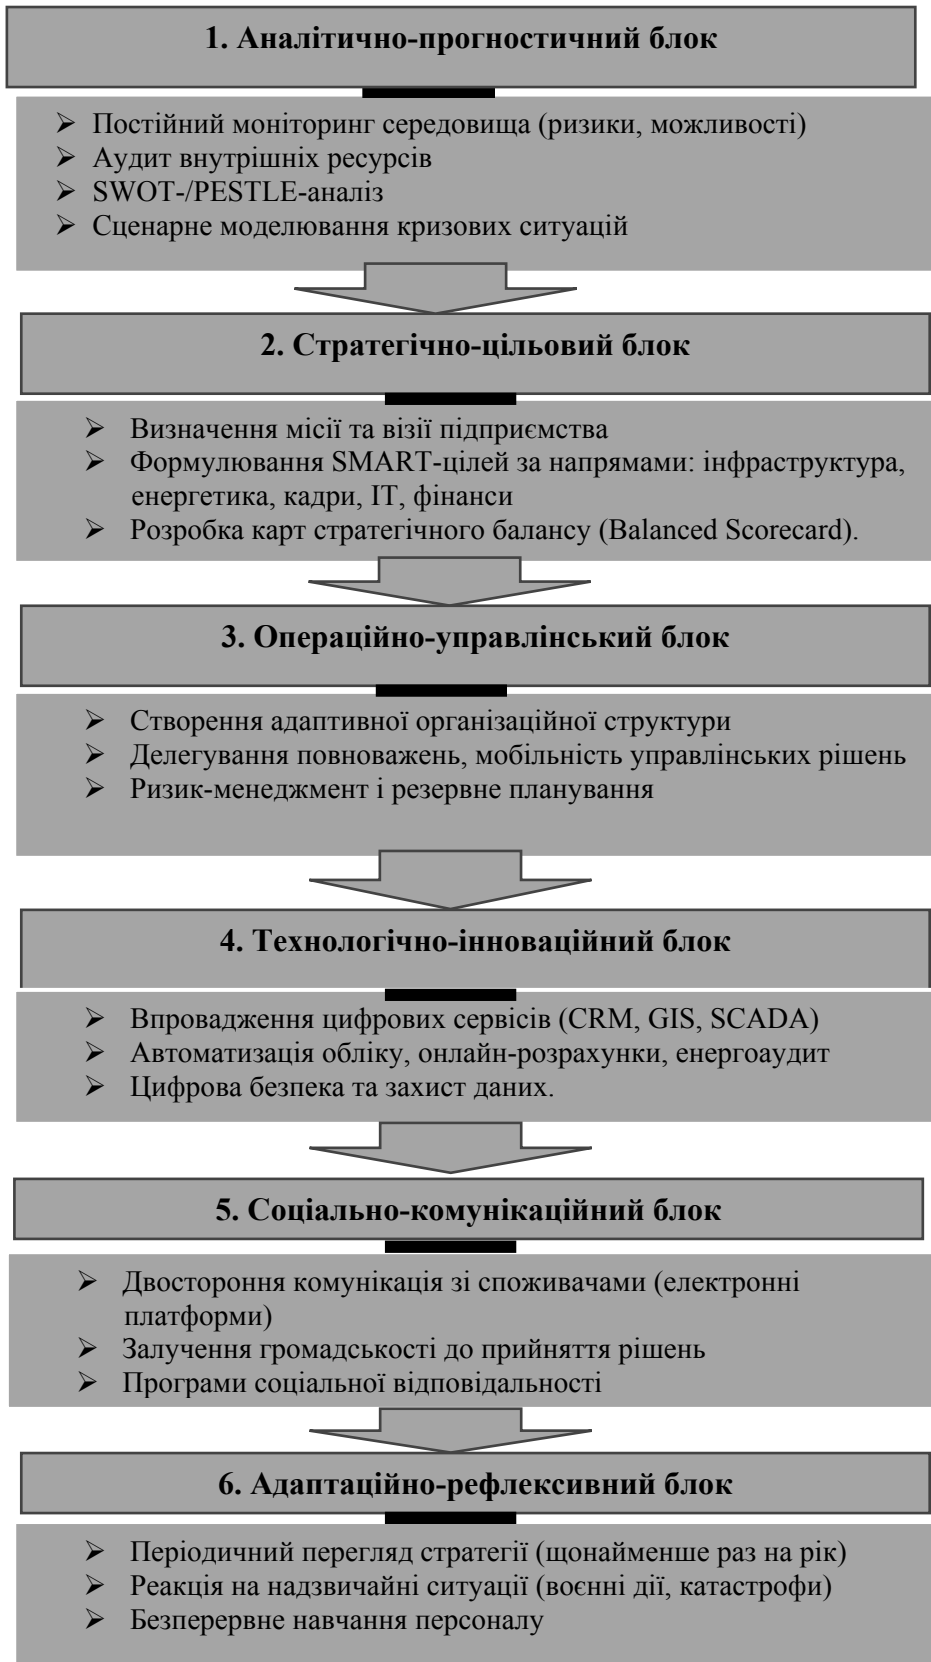 1. Аналітично-прогностичний блок
➢ Постійний моніторинг середовища (ризики, можливості)
➢ Аудит внутрішніх ресурсів
➢ SWOT-/PESTLE-аналіз
➢ Сценарне моделювання кризових ситуацій
2. Стратегічно-цільовий блок
➢ Визначення місії та візії підприємства
➢ Формулювання SMART-цілей за напрямами: інфраструктура,
енергетика, кадри, IT, фінанси
➢ Розробка карт стратегічного балансу (Balanced Scorecard).
3. Операційно-управлінський блок
➢ Створення адаптивної організаційної структури
➢ Делегування повноважень, мобільність управлінських рішень
➢ Ризик-менеджмент і резервне планування
4. Технологічно-інноваційний блок
➢ Впровадження цифрових сервісів (CRM, GIS, SCADA)
➢ Автоматизація обліку, онлайн-розрахунки, енергоаудит
➢ Цифрова безпека та захист даних.
5. Соціально-комунікаційний блок
➢ Двостороння комунікація зі споживачами (електронні
платформи)
➢ Залучення громадськості до прийняття рішень
➢ Програми соціальної відповідальності
6. Адаптаційно-рефлексивний блок
➢ Періодичний перегляд стратегії (щонайменше раз на рік)
➢ Реакція на надзвичайні ситуації (воєнні дії, катастрофи)
➢ Безперервне навчання персоналу